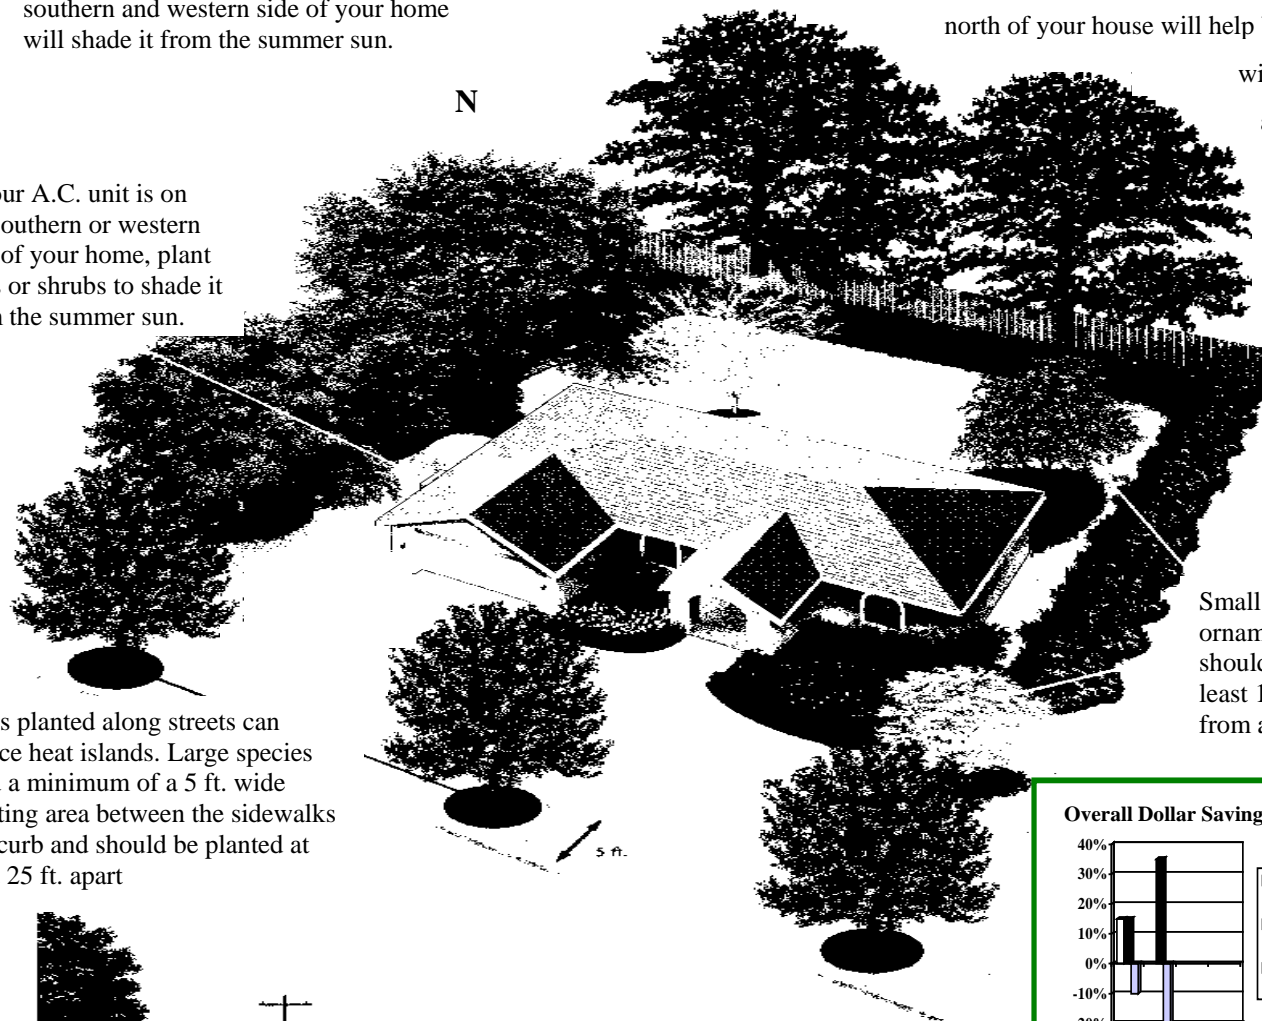 southern and western side of your home
will shade it from the summer sun.
north of your house will help
N
A.C. unit is on
southern or western
of your home, plant
or shrubs to shade it
the summer sun.
Small
should
least
from
planted along streets can
heat islands. Large species
a minimum of a 5 ft. wide
area between the sidewalks
curb and should be planted at
25 ft. apart
5 ft.
Overall Dollar Saving
40%
30%
20%
10%
0%
-10%
-20%